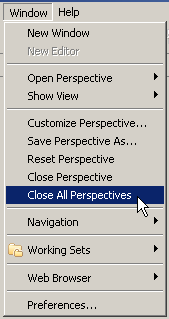 Window Help
New Window
New Editor
Open Perspective
Show View
Customize Perspective...
Save Perspective As...
Reset Perspective
Close Perspective
Close All Perspectives
Navigation
Working Sets
Web Browser
Preferences...